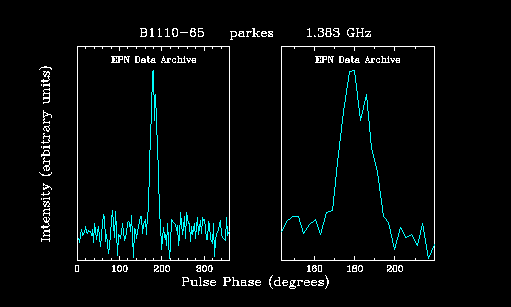 B1110-65 parkes 1.383 GHz
EPN Data Archive EPN Data Archive
Intensity (arbitrary units)
0 100 200 300 160 180 200
Pulse Phase (degrees)